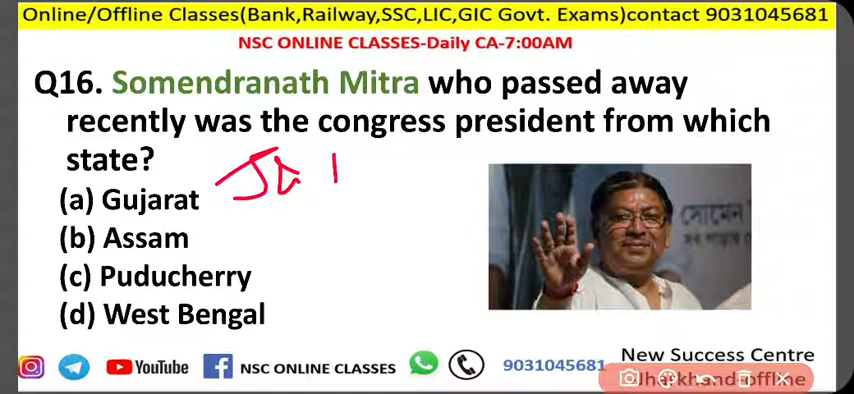 Online/Offline Classes(Bank,Railway,SSC,LIC,GIC Govt. Exams)contact 9031045681
NSC ONLINE CLASSES-Daily CA-7:00AM
Q16. Somendranath Mitra who passed away
recently was the congress president from which
state?
(a) Gujarat
(b) Assam
(c) Puducherry
(d) West Bengal
সোমেন
YouTube NSC ONLINE CLASSES 9031045681
New Success Centre
Jharkhand offline